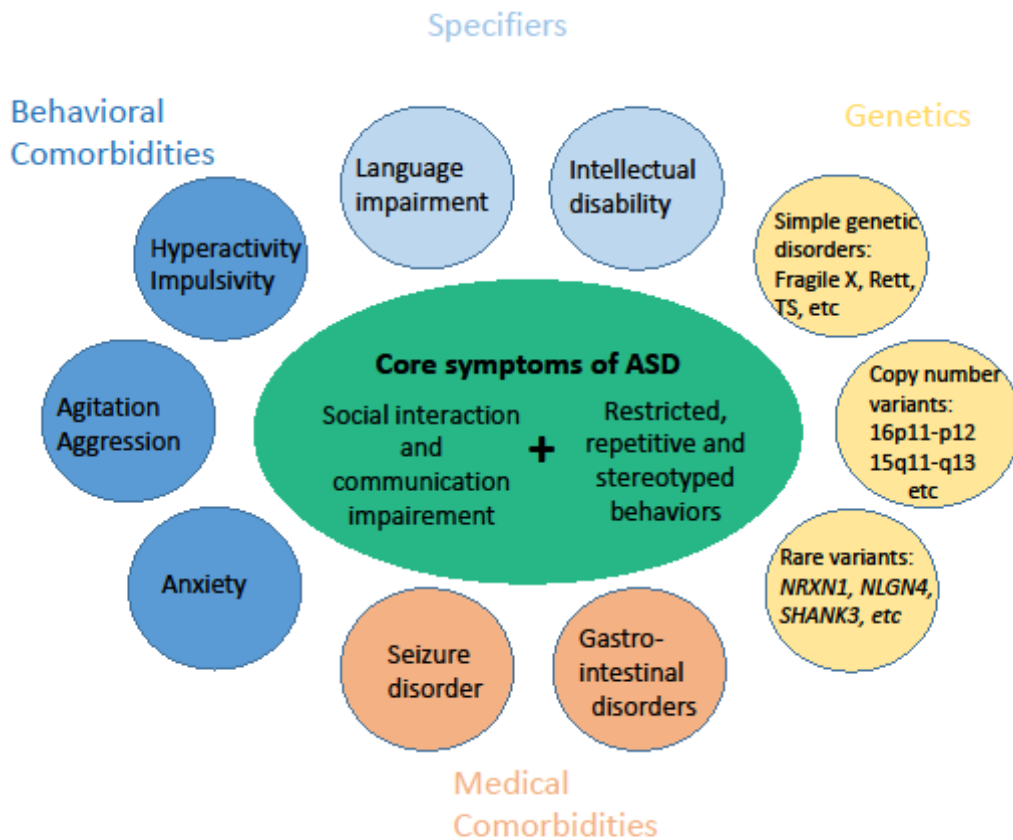 Specifiers
Behavioral
Comorbidities
Genetics
Language
impairment
Intellectual
disability
Hyperactivity
Impulsivity
Simple genetic
disorders:
Fragile X, Rett,
TS, etc
Agitation
Aggression
Core symptoms of ASD
Social interaction
and
communication
impairement
+
Restricted,
repetitive and
stereotyped
behaviors
Copy number
variants:
16p11-p12
15q11-q13
etc
Anxiety
Rare variants:
NRXN1, NLGN4,
SHANK3, etc
Seizure
disorder
Gastro-
intestinal
disorders
Medical
Comorbidities